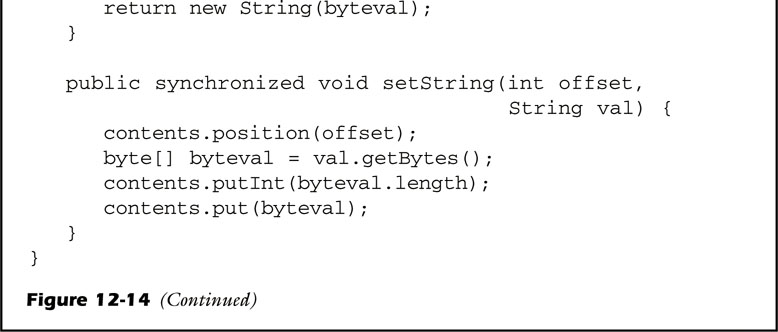 return new String(byteval);
}
public synchronized void setString(int offset,
String val) {
contents.position(offset);
byte[] byteval = val.getBytes();
contents.putInt(byteval.length);
contents.put(byteval);
}
}
Figure 12-14 (Continued)